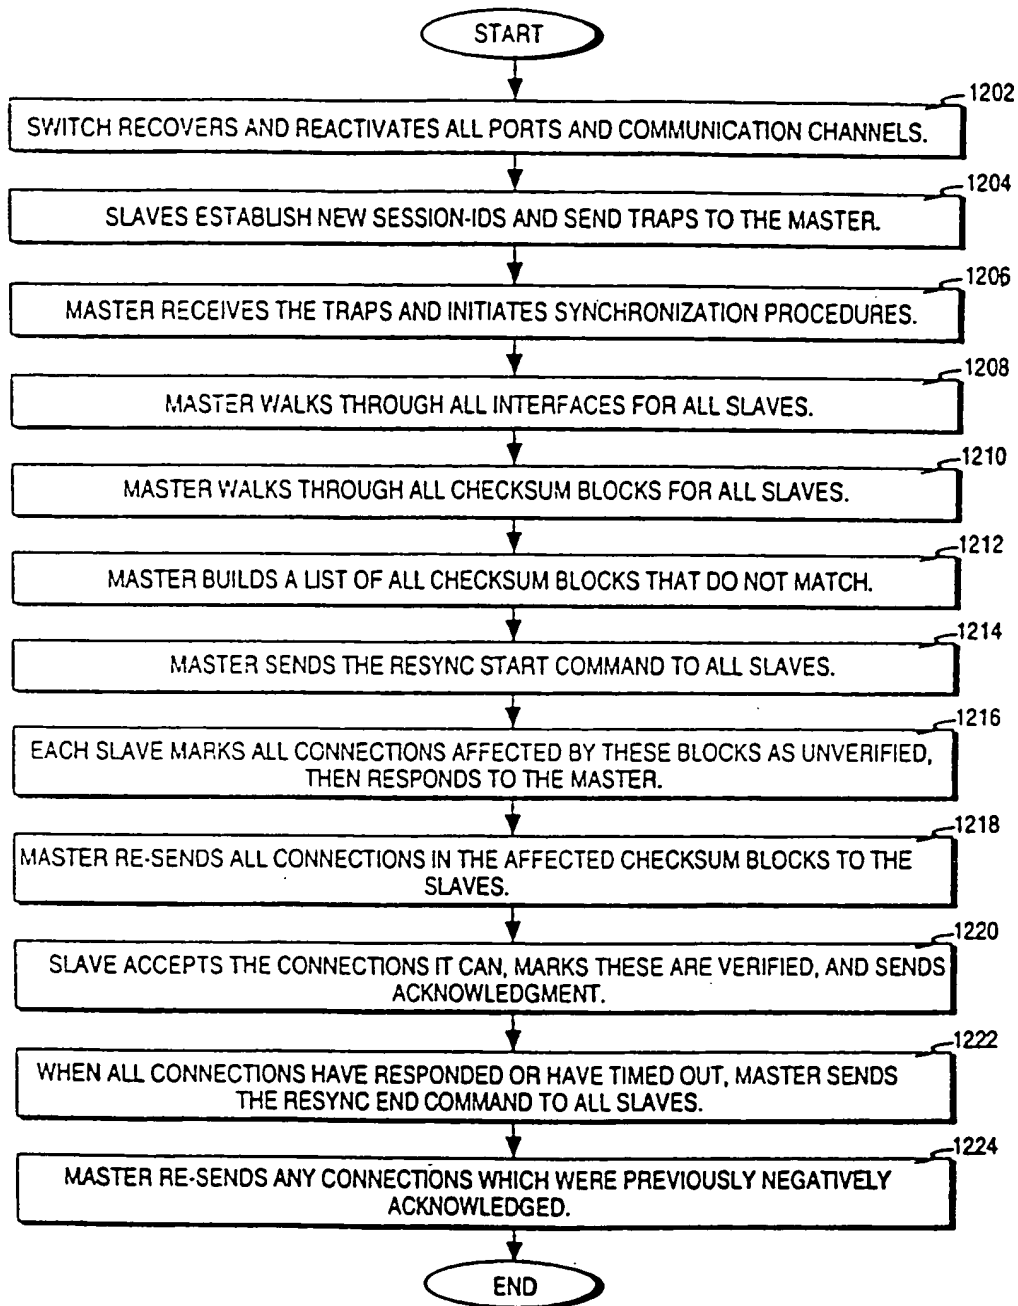 START
1202
SWITCH RECOVERS AND REACTIVATES ALL PORTS AND COMMUNICATION CHANNELS.
1204
SLAVES ESTABLISH NEW SESSION-IDS AND SEND TRAPS TO THE MASTER.
1206
MASTER RECEIVES THE TRAPS AND INITIATES SYNCHRONIZATION PROCEDURES.
1208
MASTER WALKS THROUGH ALL INTERFACES FOR ALL SLAVES.
1210
MASTER WALKS THROUGH ALL CHECKSUM BLOCKS FOR ALL SLAVES.
1212
MASTER BUILDS A LIST OF ALL CHECKSUM BLOCKS THAT DO NOT MATCH.
1214
MASTER SENDS THE RESYNC START COMMAND TO ALL SLAVES.
1216
EACH SLAVE MARKS ALL CONNECTIONS AFFECTED BY THESE BLOCKS AS UNVERIFIED,
THEN RESPONDS TO THE MASTER.
1218
MASTER RE-SENDS ALL CONNECTIONS IN THE AFFECTED CHECKSUM BLOCKS TO THE
SLAVES.
1220
SLAVE ACCEPTS THE CONNECTIONS IT CAN, MARKS THESE ARE VERIFIED, AND SENDS
ACKNOWLEDGMENT.
1222
WHEN ALL CONNECTIONS HAVE RESPONDED OR HAVE TIMED OUT, MASTER SENDS
THE RESYNC END COMMAND TO ALL SLAVES.
1224
MASTER RE-SENDS ANY CONNECTIONS WHICH WERE PREVIOUSLY NEGATIVELY
ACKNOWLEDGED.
END